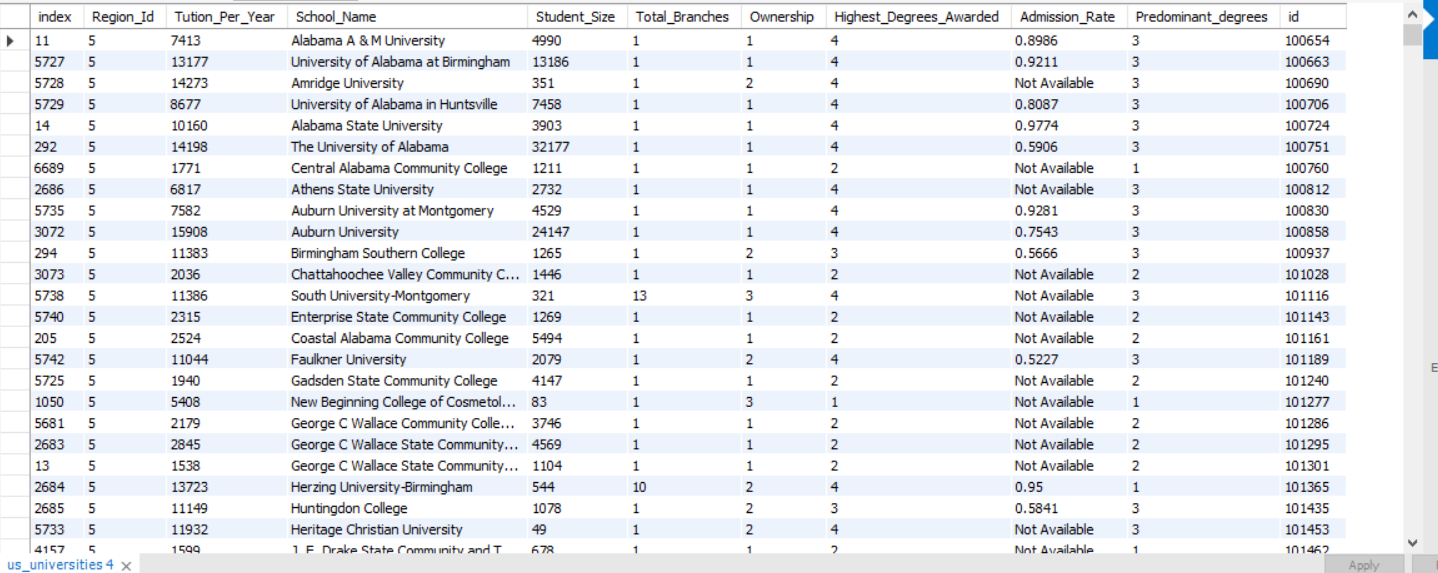 index Region_Id Tution_Per_Year School_Name Student_Size Total_Branches Ownership Highest_Degrees_Awarded Admission_Rate Predominant_degrees id
11 5 7413 Alabama A & M University 4990 1 1 4 0.8986 3 100654
5727 5 13177 University of Alabama at Birmingham 13186 1 1 4 0.9211 3 100663
5728 5 14273 Amridge University 351 1 2 4 Not Available 3 100690
5729 5 8677 University of Alabama in Huntsville 7458 1 1 4 0.8087 3 100706
14 5 10160 Alabama State University 3903 1 1 4 0.9774 3 100724
292 5 14198 The University of Alabama 32177 1 1 4 0.5906 3 100751
6689 5 1771 Central Alabama Community College 1211 1 1 2 Not Available 1 100760
2686 5 6817 Athens State University 2732 1 1 4 Not Available 3 100812
5735 5 7582 Auburn University at Montgomery 4529 1 1 4 0.9281 3 100830
3072 5 15908 Auburn University 24147 1 1 4 0.7543 3 100858
294 5 11383 Birmingham Southern College 1265 1 2 3 0.5666 3 100937
3073 5 2036 Chattahoochee Valley Community C... 1446 1 1 2 Not Available 2 101028
5738 5 11386 South University-Montgomery 321 13 3 4 Not Available 3 101116
5740 5 2315 Enterprise State Community College 1269 1 1 2 Not Available 2 101143
205 5 2524 Coastal Alabama Community College 5494 1 1 2 Not Available 2 101161
5742 5 11044 Faulkner University 2079 1 2 4 0.5227 3 101189
5725 5 1940 Gadsden State Community College 4147 1 1 2 Not Available 2 101240
1050 5 5408 New Beginning College of Cosmetol... 83 1 3 1 Not Available 1 101277
5681 5 2179 George C Wallace Community Colle... 3746 1 1 2 Not Available 2 101286
2683 5 2845 George C Wallace State Community... 4569 1 1 2 Not Available 2 101295
13 5 1538 George C Wallace State Community... 1104 1 1 2 Not Available 2 101301
2684 5 13723 Herzing University-Birmingham 544 10 2 4 0.95 1 101365
2685 5 11149 Huntingdon College 1078 1 2 3 0.5841 3 101435
5733 5 11932 Heritage Christian University 49 1 2 4 Not Available 3 101453
4157 5 1599 J. F. Drake State Community and T... 678 1 1 2 Not Available 1 101462
us_universities 4 Apply